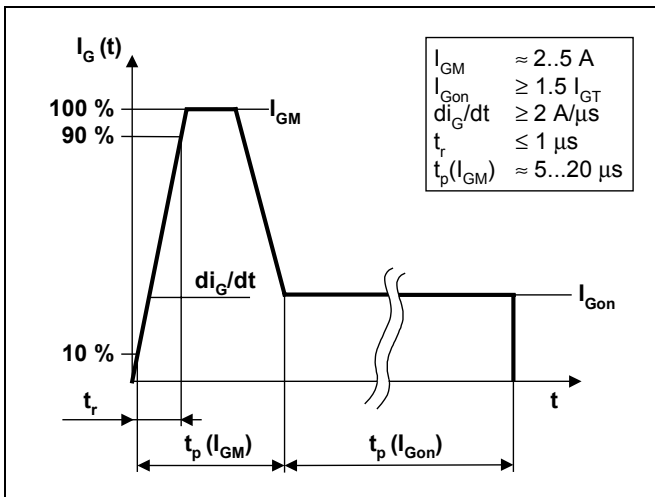 I_G (t)
100 %
90 %
10 %
I_GM
di_G/dt
I_Gon
t
t_r
t_p (I_GM)
t_p (I_Gon)
I_GM ≈ 2..5 A
I_Gon ≥ 1.5 I_GT
di_G/dt ≥ 2 A/μs
t_r ≤ 1 μs
t_p(I_GM) ≈ 5...20 μs